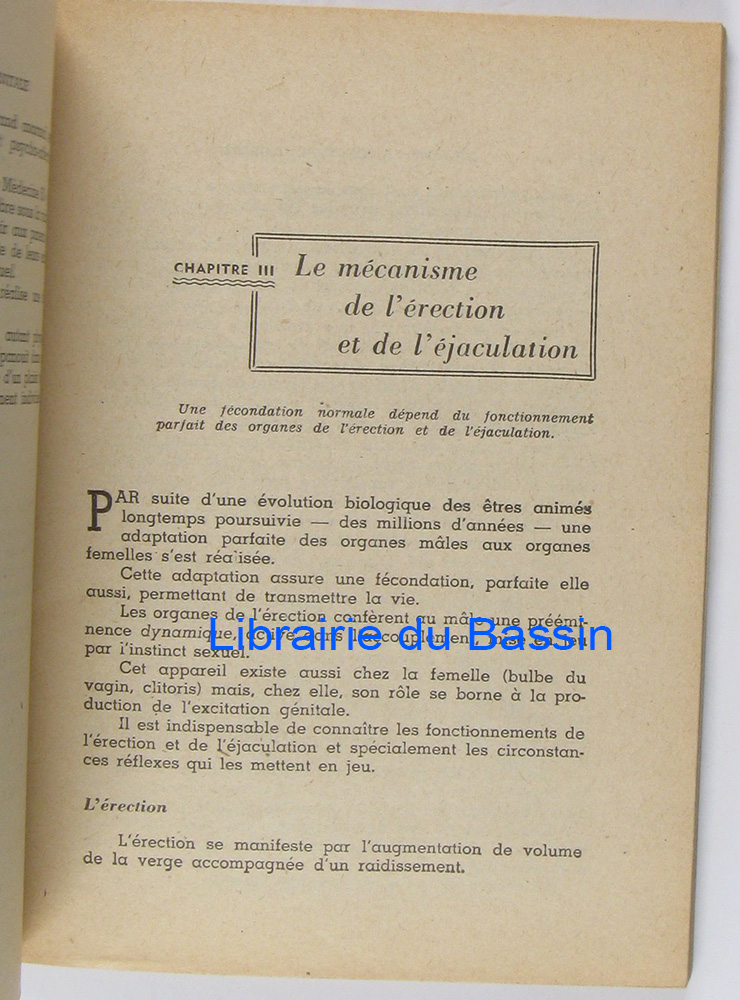 CHAPITRE III
Le mécanisme
de l'érection
et de l'éjaculation
Une fécondation normale dépend du fonctionnement
parfait des organes de l'érection et de l'éjaculation.
PAR suite d'une évolution biologique des êtres animés
longtemps poursuivie — des millions d'années — une
adaptation parfaite des organes mâles aux organes
femelles s'est réalisée.
Cette adaptation assure une fécondation, parfaite elle
aussi, permettant de transmettre la vie.
Les organes de l'érection confèrent au mâle une préémi-
nence dynamique, active dans l'accouplement, mise en jeu
par l'instinct sexuel.
Librairie du Bassin
Cet appareil existe aussi chez la femelle (bulbe du
vagin, clitoris) mais, chez elle, son rôle se borne à la pro-
duction de l'excitation génitale.
Il est indispensable de connaître les fonctionnements de
l'érection et de l'éjaculation et spécialement les circonstan-
ces réflexes qui les mettent en jeu.
L'érection
L'érection se manifeste par l'augmentation de volume
de la verge accompagnée d'un raidissement.